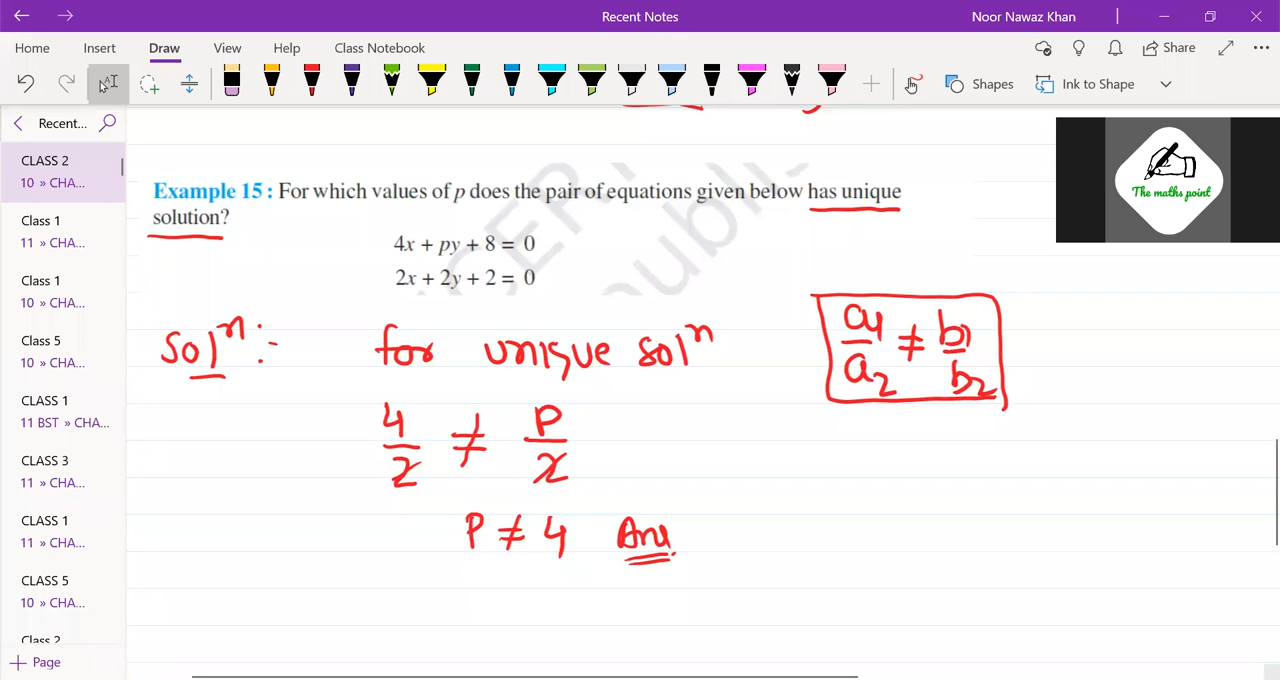 Recent Notes
Noor Nawaz Khan
Home Insert Draw View Help Class Notebook
Share
Shapes Ink to Shape
Recent...
CLASS 2
10 » CHA...
Class 1
11 » CHA...
Class 1
10 » CHA...
Class 5
10 » CHA...
CLASS 1
11 BST » CHA...
CLASS 3
11 » CHA...
CLASS 1
11 » CHA...
CLASS 5
10 » CHA...
Class 2
Page
The maths point
Example 15 : For which values of p does the pair of equations given below has unique
solution?
4x + py + 8 = 0
2x + 2y + 2 = 0
Solⁿ:- for unique solⁿ
a1/a2 ≠ b1/b2
4/2 ≠ P/2
P ≠ 4 Ans.